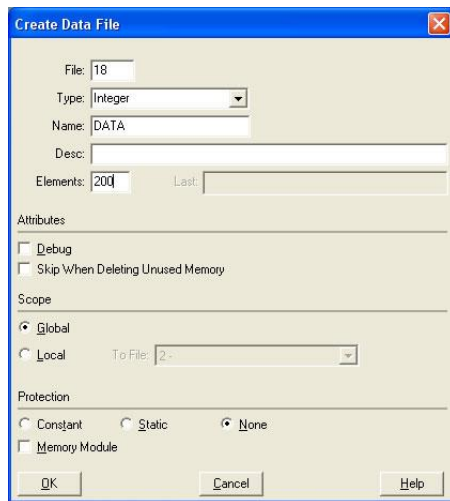 Create Data File
File: 18
Type: Integer
Name: DATA
Desc:
Elements: 200 Last:
Attributes
Debug
Skip When Deleting Unused Memory
Scope
Global
Local To File: 2 -
Protection
Constant Static None
Memory Module
OK Cancel Help